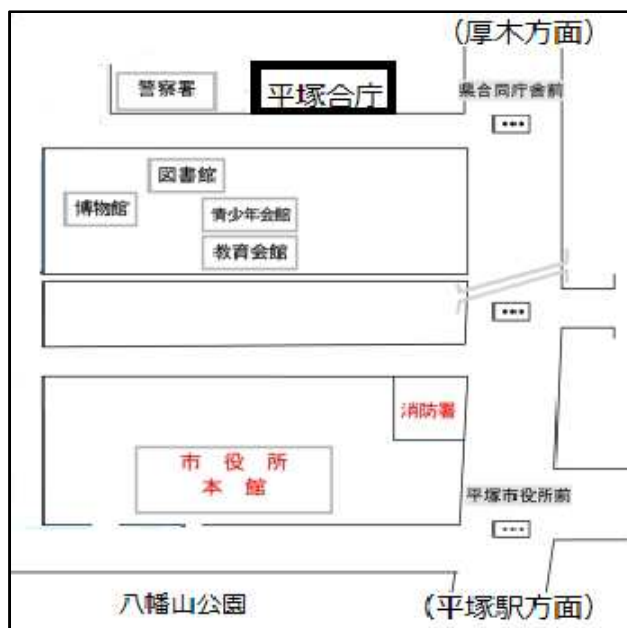 （厚木方面）
警察署
平塚合庁
県合同庁舎前
図書館
博物館
青少年会館
教育会館
消防署
市役所
本館
平塚市役所前
八幡山公園
（平塚駅方面）